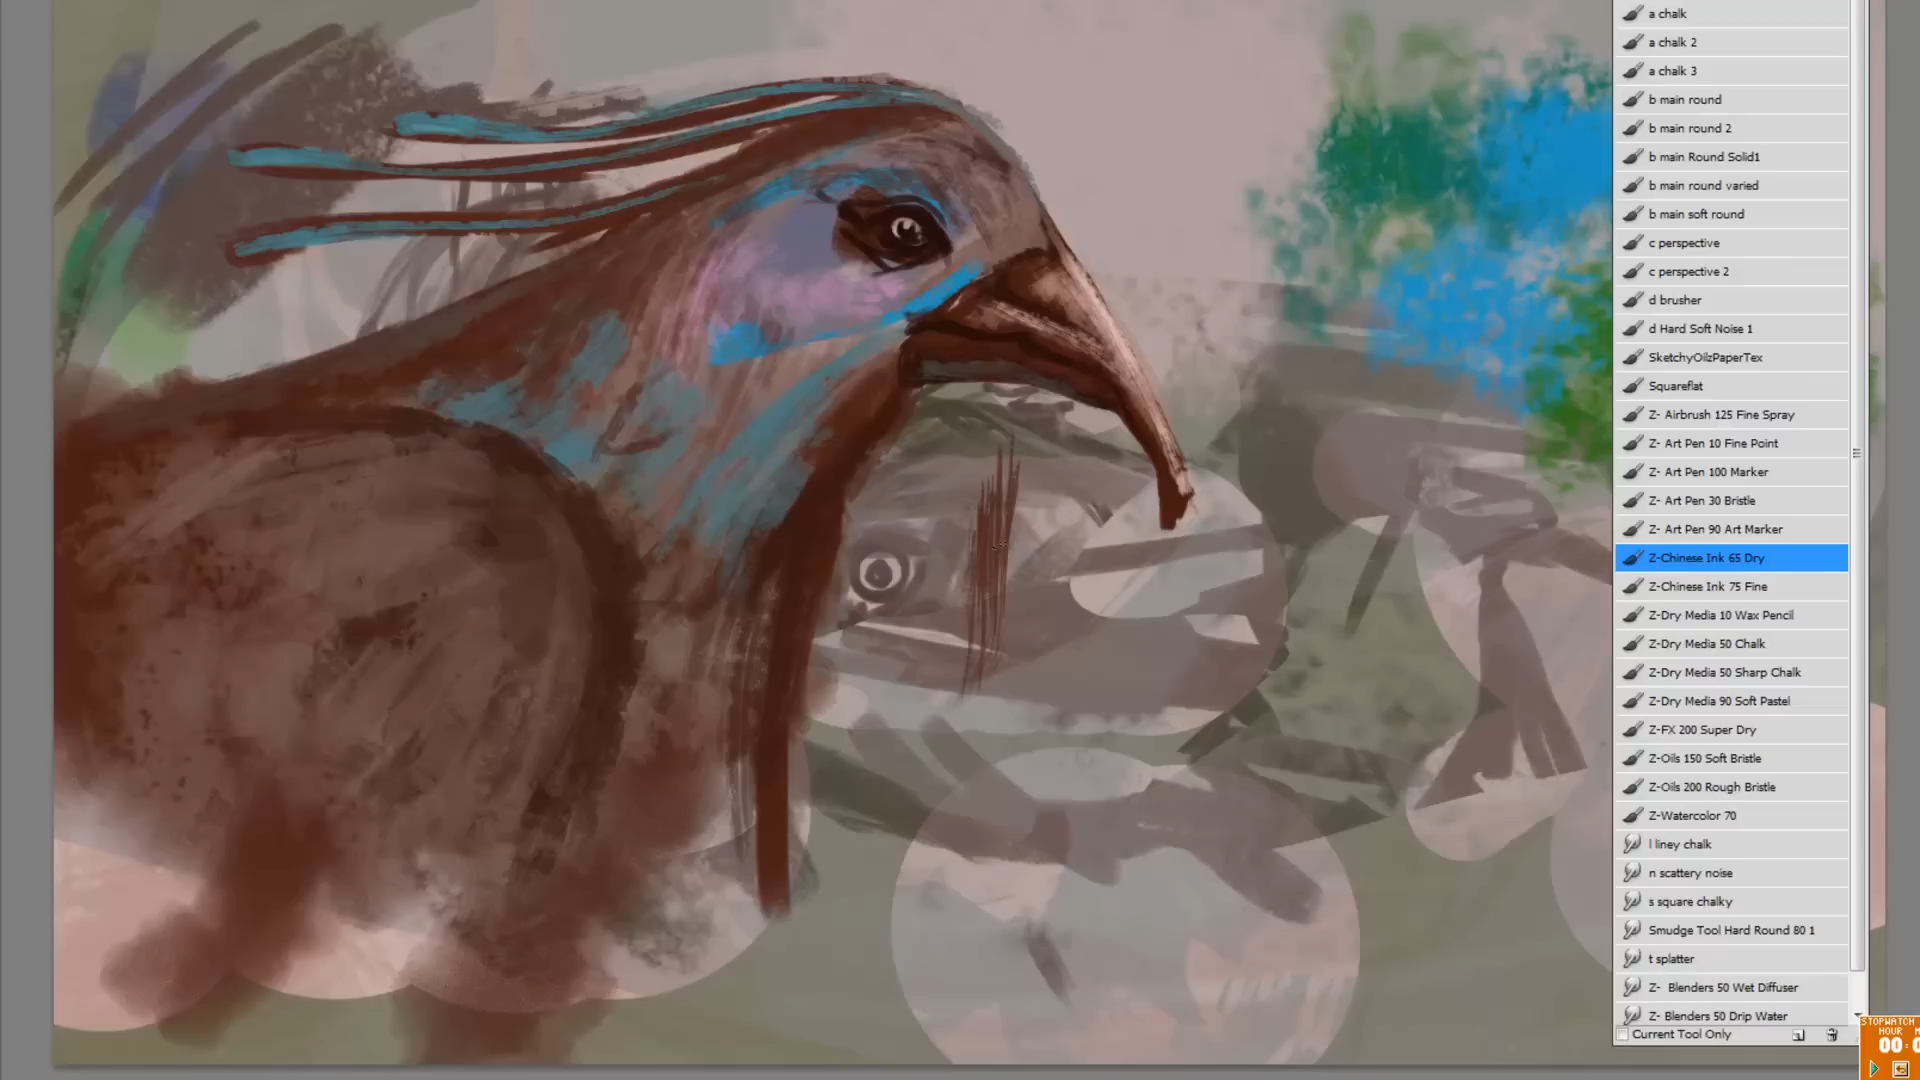 a chalk
a chalk 2
a chalk 3
b main round
b main round 2
b main Round Solid1
b main round varied
b main soft round
c perspective
c perspective 2
d brusher
d Hard Soft Noise 1
SketchyOilzPaperTex
Squareflat
Z- Airbrush 125 Fine Spray
Z- Art Pen 10 Fine Point
Z- Art Pen 100 Marker
Z- Art Pen 30 Bristle
Z- Art Pen 90 Art Marker
Z-Chinese Ink 65 Dry
Z-Chinese Ink 75 Fine
Z-Dry Media 10 Wax Pencil
Z-Dry Media 50 Chalk
Z-Dry Media 50 Sharp Chalk
Z-Dry Media 90 Soft Pastel
Z-FX 200 Super Dry
Z-Oils 150 Soft Bristle
Z-Oils 200 Rough Bristle
Z-Watercolor 70
l liney chalk
n scattery noise
s square chalky
Smudge Tool Hard Round 80 1
t splatter
Z-  Blenders 50 Wet Diffuser
Z- Blenders 50 Drip Water
Current Tool Only
STOPWATCH
HOUR
00: